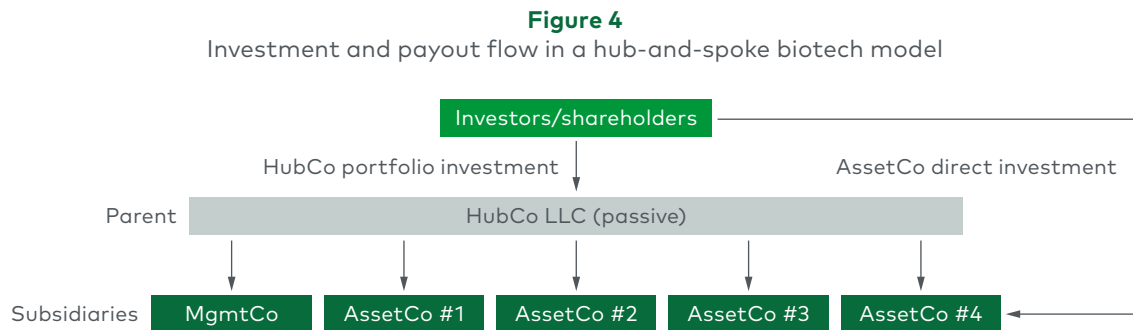 Figure 4
Investment and payout flow in a hub-and-spoke biotech model
Investors/shareholders
HubCo portfolio investment
AssetCo direct investment
Parent
HubCo LLC (passive)
Subsidiaries
MgmtCo
AssetCo #1
AssetCo #2
AssetCo #3
AssetCo #4